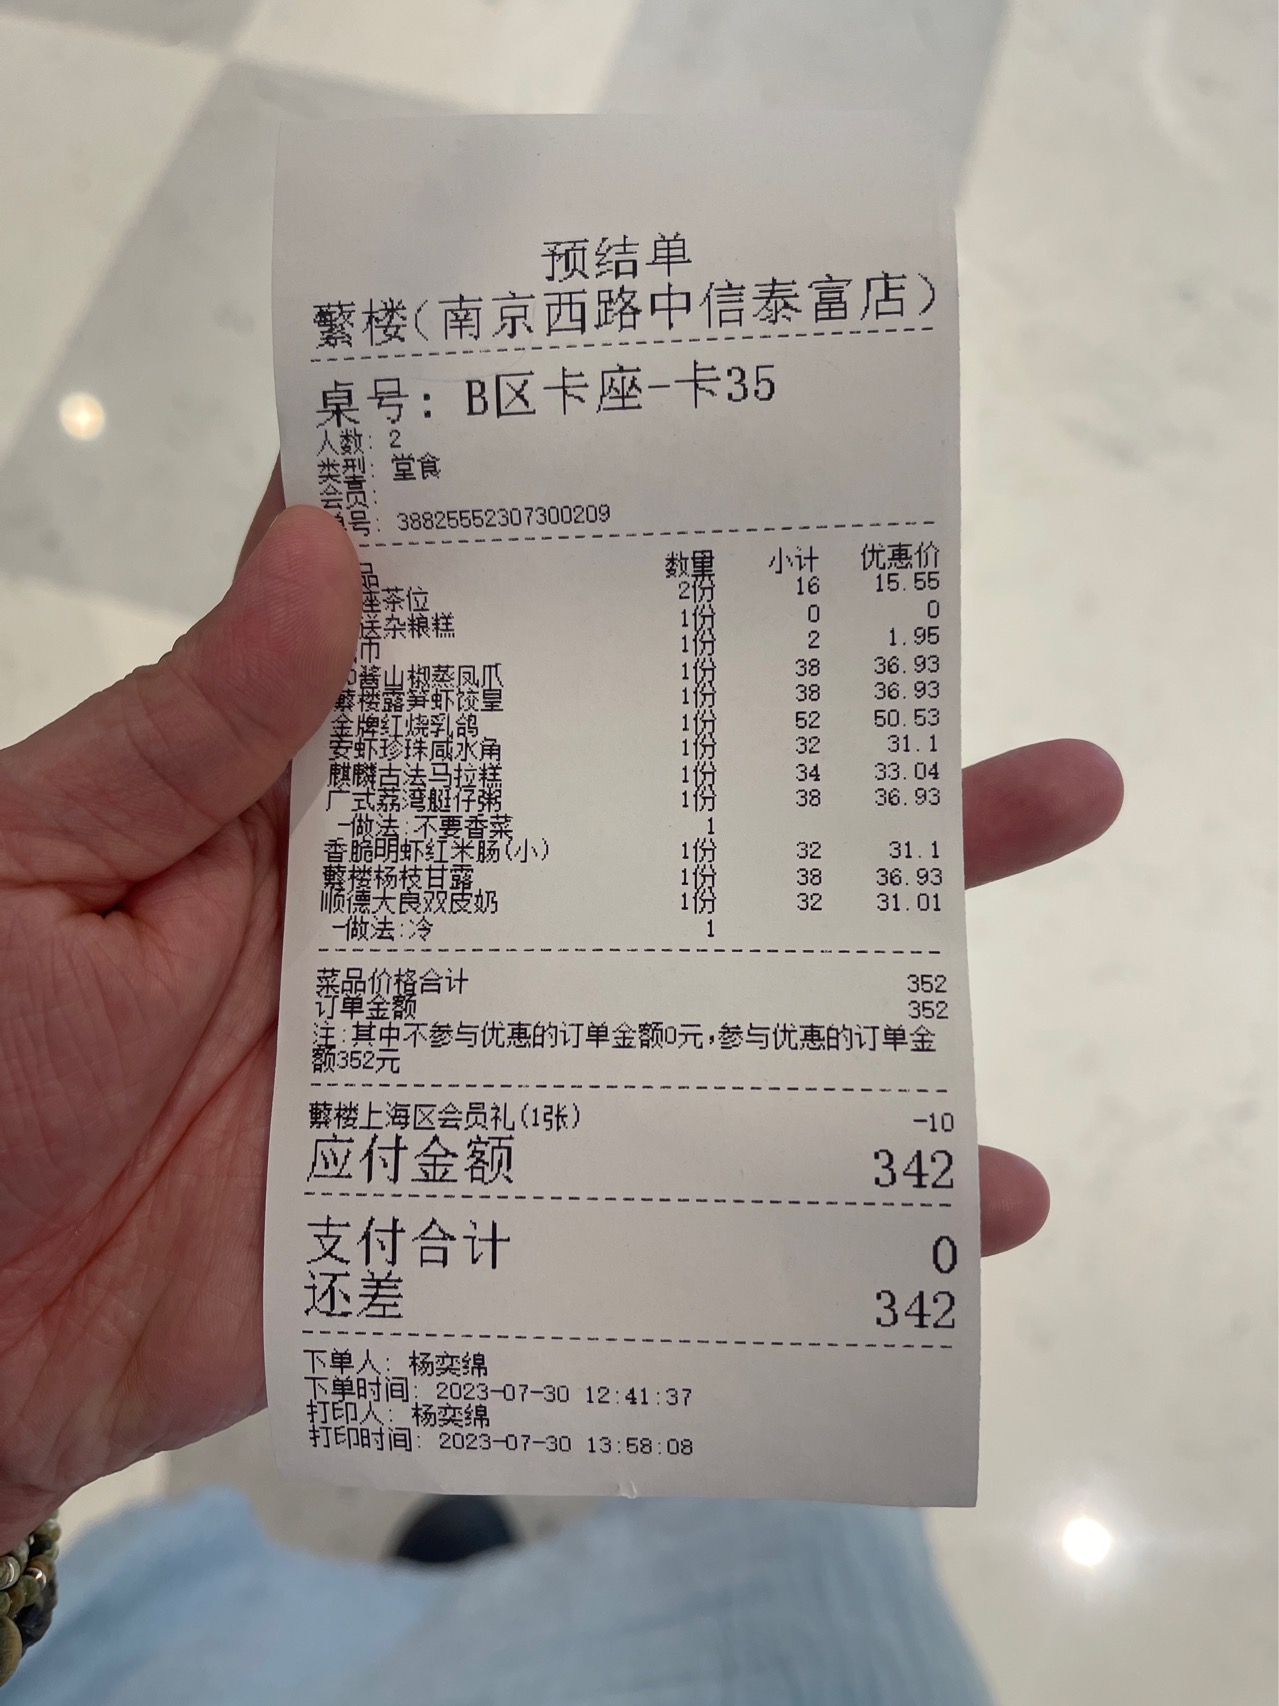 预结单
蘩楼(南京西路中信泰富店)
桌号: B区卡座-卡35
人数: 2
类型: 堂食
会员:
单号: 38825552307300209
品 数量 小计 优惠价
座茶位 2份 16 15.55
送杂粮糕 1份 0 0
巾 1份 2 1.95
酱山椒蒸凤爪 1份 38 36.93
蘩楼露笋虾饺皇 1份 38 36.93
金牌红烧乳鸽 1份 52 50.53
安虾珍珠咸水角 1份 32 31.1
麒麟古法马拉糕 1份 34 33.04
广式荔湾艇仔粥 1份 38 36.93
-做法:不要香菜 1
香脆明虾红米肠(小) 1份 32 31.1
蘩楼杨枝甘露 1份 38 36.93
顺德大良双皮奶 1份 32 31.01
-做法:冷 1
菜品价格合计 352
订单金额 352
注:其中不参与优惠的订单金额0元,参与优惠的订单金
额352元
蘩楼上海区会员礼(1张) -10
应付金额 342
支付合计 0
还差 342
下单人: 杨奕绵
下单时间: 2023-07-30 12:41:37
打印人: 杨奕绵
打印时间: 2023-07-30 13:58:08